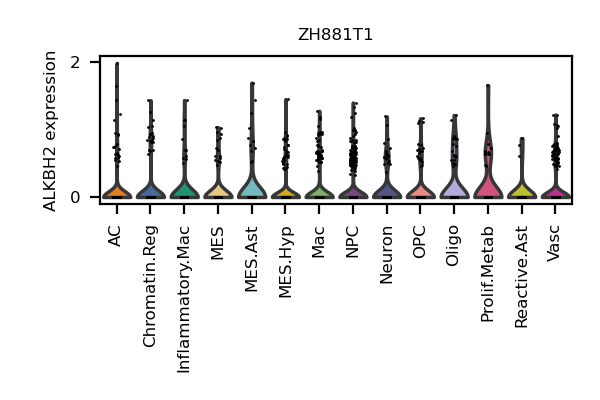 ZH881T1
ALKBH2 expression
2
0
AC
Chromatin.Reg
Inflammatory.Mac
MES
MES.Ast
MES.Hyp
Mac
NPC
Neuron
OPC
Oligo
Prolif.Metab
Reactive.Ast
Vasc